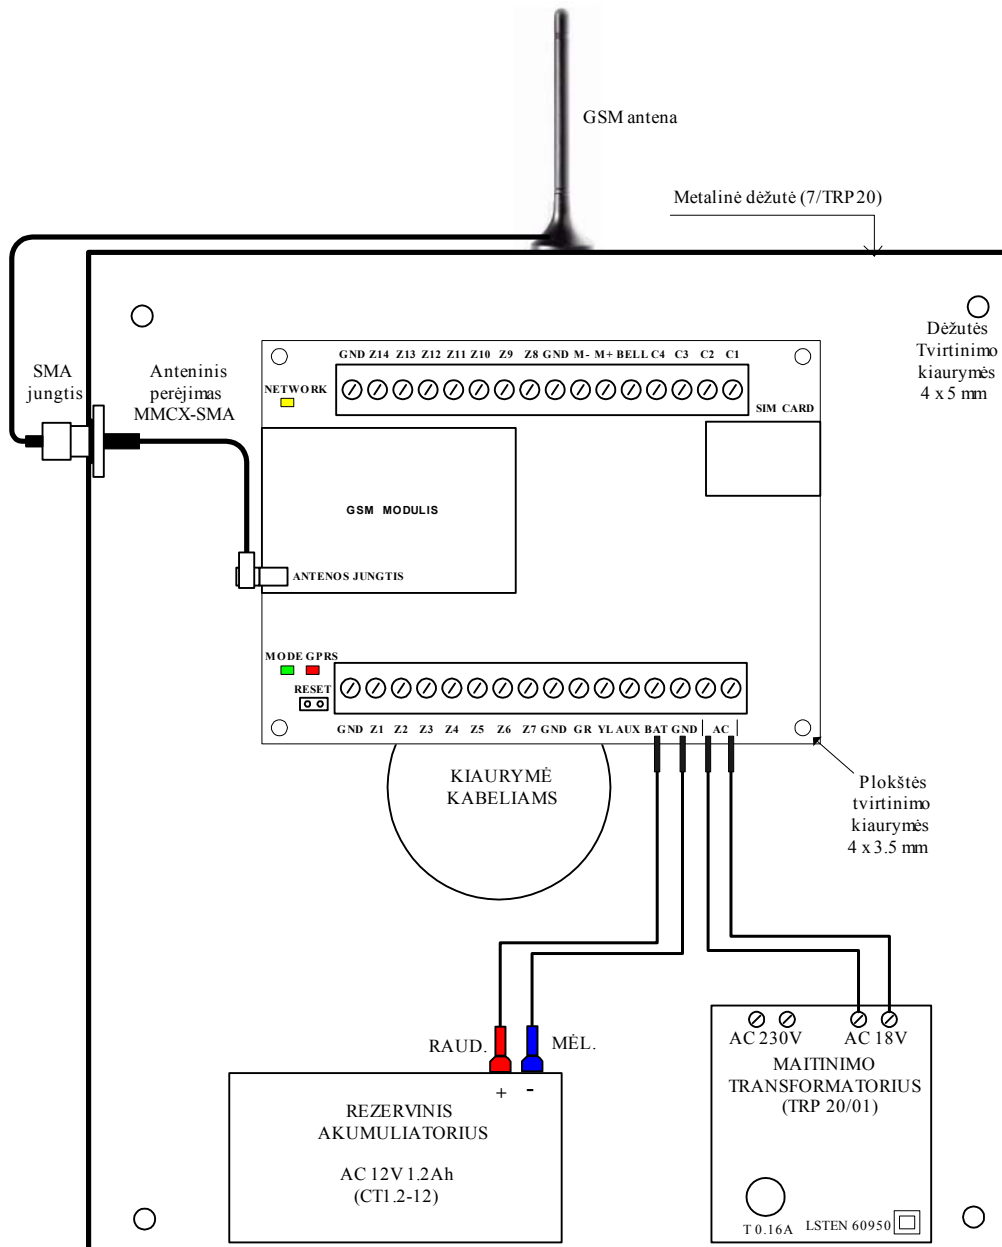 GSM antena
Metalinė dėžutė (7/TRP20)
Dėžutės
Tvirtinimo
kiaurymės
4 x 5 mm
SMA
jungtis
Anteninis
perėjimas
MMCX-SMA
GND Z14 Z13 Z12 Z11 Z10 Z9 Z8 GND M- M+ BELL C4 C3 C2 C1
NETWORK
SIM CARD
GSM MODULIS
ANTENOS JUNGTIS
MODE GPRS
RESET
GND Z1 Z2 Z3 Z4 Z5 Z6 Z7 GND GR YL AUX BAT GND AC
KIAURYMĖ
KABELIAMS
Plokštės
tvirtinimo
kiaurymės
4 x 3.5 mm
RAUD.
MĖL.
+ -
REZERVINIS
AKUMULIATORIUS
AC 12V 1.2Ah
(CT1.2-12)
AC 230V
AC 18V
MAITINIMO
TRANSFORMATORIUS
(TRP 20/01)
T 0.16A
LSTEN 60950